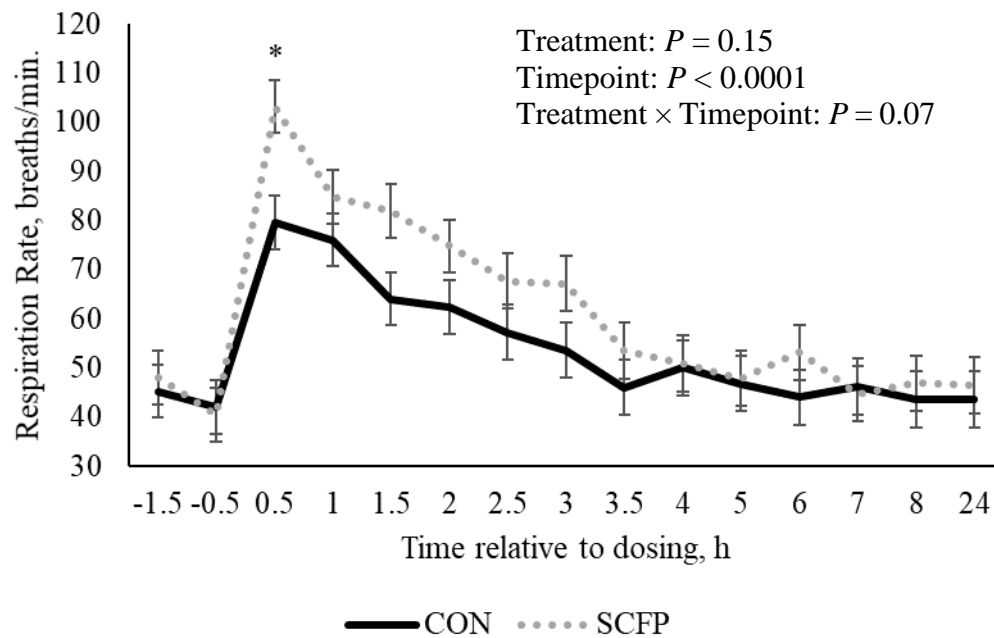 120
110
100
90
80
70
60
50
40
30
Respiration Rate, breaths/min.
*
Treatment: P = 0.15
Timepoint: P < 0.0001
Treatment × Timepoint: P = 0.07
-1.5 -0.5 0.5 1 1.5 2 2.5 3 3.5 4 5 6 7 8 24
Time relative to dosing, h
CON SCFP